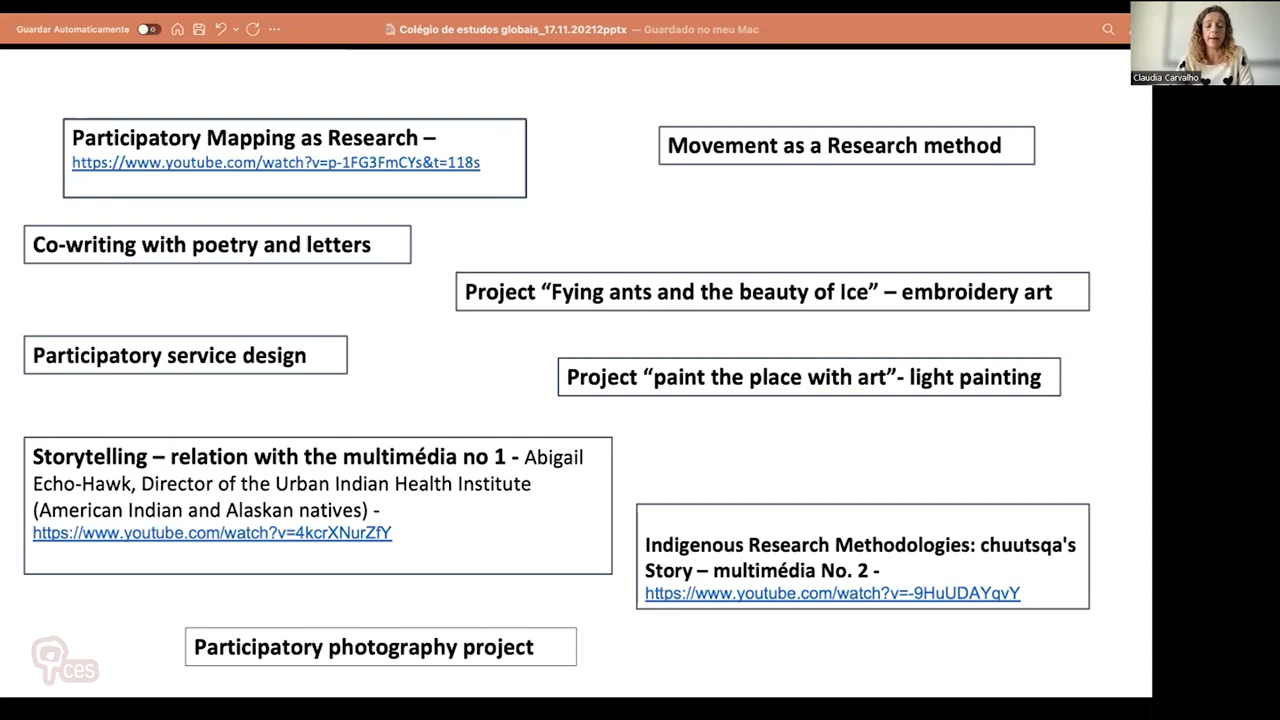 Guardar Automaticamente
Colégio de estudos globais_17.11.20212pptx — Guardado no meu Mac
Claudia Carvalho
Participatory Mapping as Research –
https://www.youtube.com/watch?v=p-1FG3FmCYs&t=118s
Movement as a Research method
Co-writing with poetry and letters
Project “Fying ants and the beauty of Ice” – embroidery art
Participatory service design
Project “paint the place with art”- light painting
Storytelling – relation with the multimédia no 1 - Abigail
Echo-Hawk, Director of the Urban Indian Health Institute
(American Indian and Alaskan natives) -
https://www.youtube.com/watch?v=4kcrXNurZfY
Indigenous Research Methodologies: chuutsqa's
Story – multimédia No. 2 -
https://www.youtube.com/watch?v=-9HuUDAYqvY
Participatory photography project
ces